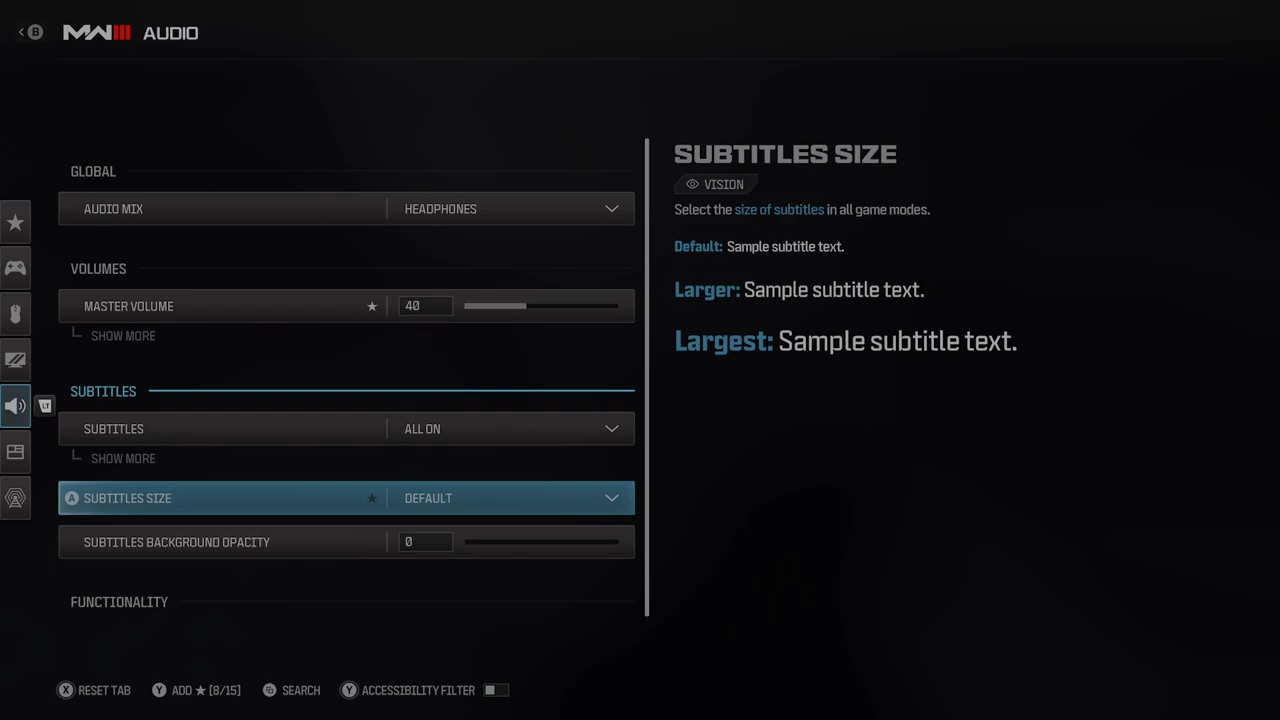 B MWIII AUDIO
GLOBAL
AUDIO MIX HEADPHONES
VOLUMES
MASTER VOLUME 40
SHOW MORE
SUBTITLES
LT
SUBTITLES ALL ON
SHOW MORE
A SUBTITLES SIZE DEFAULT
SUBTITLES BACKGROUND OPACITY 0
FUNCTIONALITY
SUBTITLES SIZE
VISION
Select the size of subtitles in all game modes.
Default: Sample subtitle text.
Larger: Sample subtitle text.
Largest: Sample subtitle text.
X RESET TAB Y ADD ★ [8/15] SEARCH Y ACCESSIBILITY FILTER